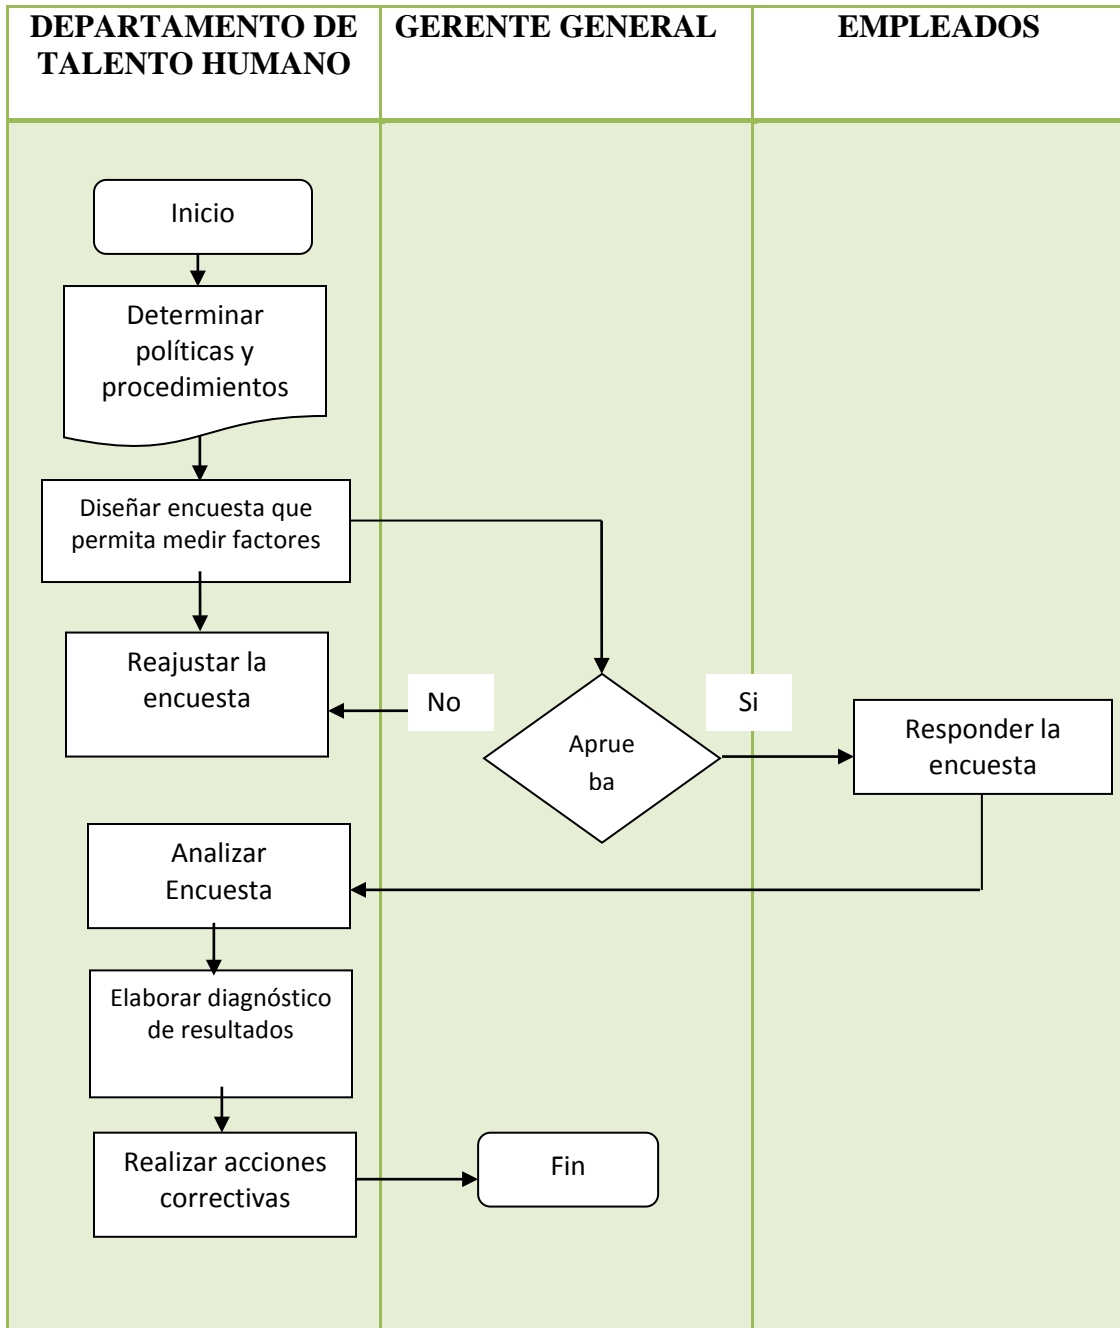 DEPARTAMENTO DE
TALENTO HUMANO
GERENTE GENERAL
EMPLEADOS
Inicio
Determinar
políticas y
procedimientos
Diseñar encuesta que
permita medir factores
Reajustar la
encuesta
No
Aprue
ba
Si
Responder la
encuesta
Analizar
Encuesta
Elaborar diagnóstico
de resultados
Realizar acciones
correctivas
Fin